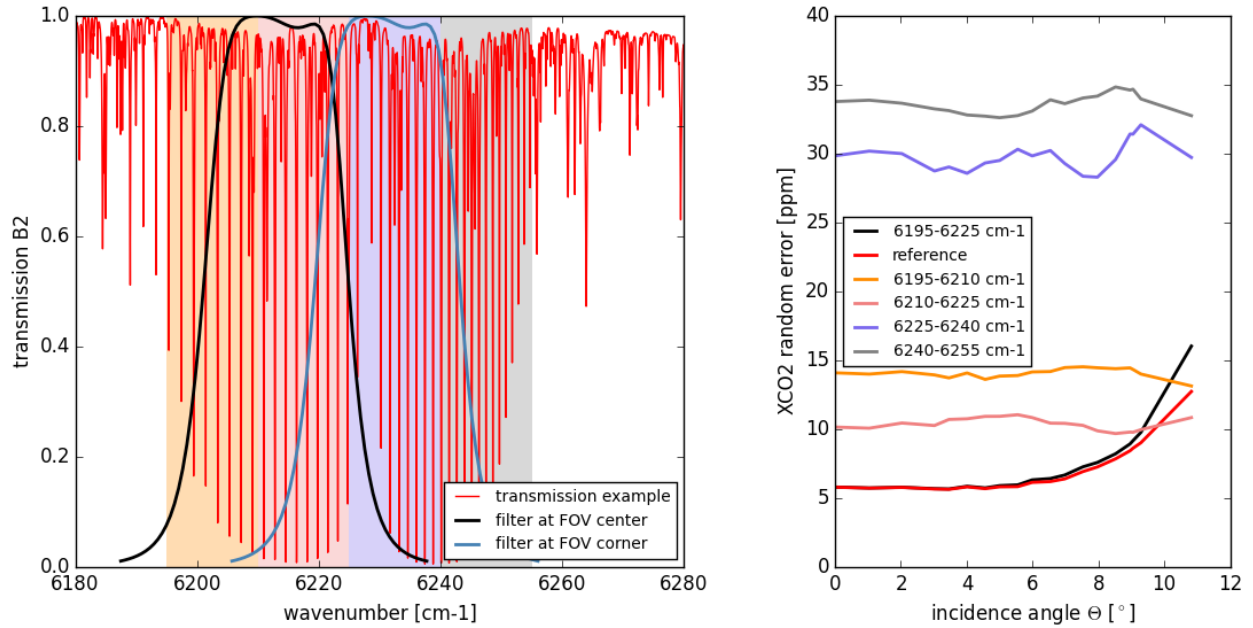 transmission B2
1.0
0.8
0.6
0.4
0.2
0.0
6180
6200
6220
6240
6260
6280
wavenumber [cm-1]
transmission example
filter at FOV center
filter at FOV corner
XCO2 random error [ppm]
40
35
30
25
20
15
10
5
0
0
2
4
6
8
10
12
incidence angle Θ [°]
6195-6225 cm-1
reference
6195-6210 cm-1
6210-6225 cm-1
6225-6240 cm-1
6240-6255 cm-1